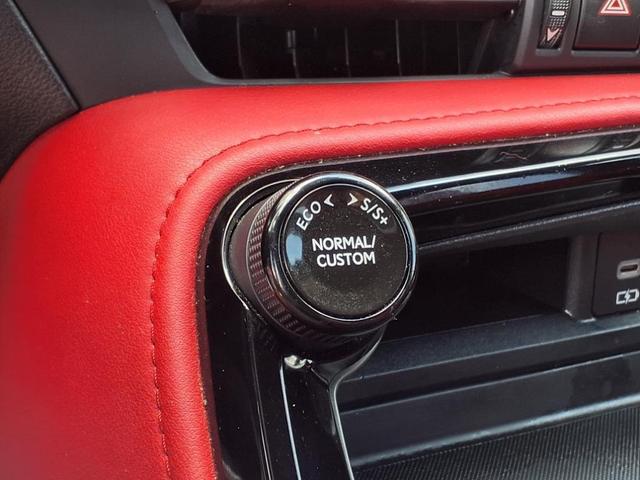 ECO< >S/S+
NORMAL/
CUSTOM